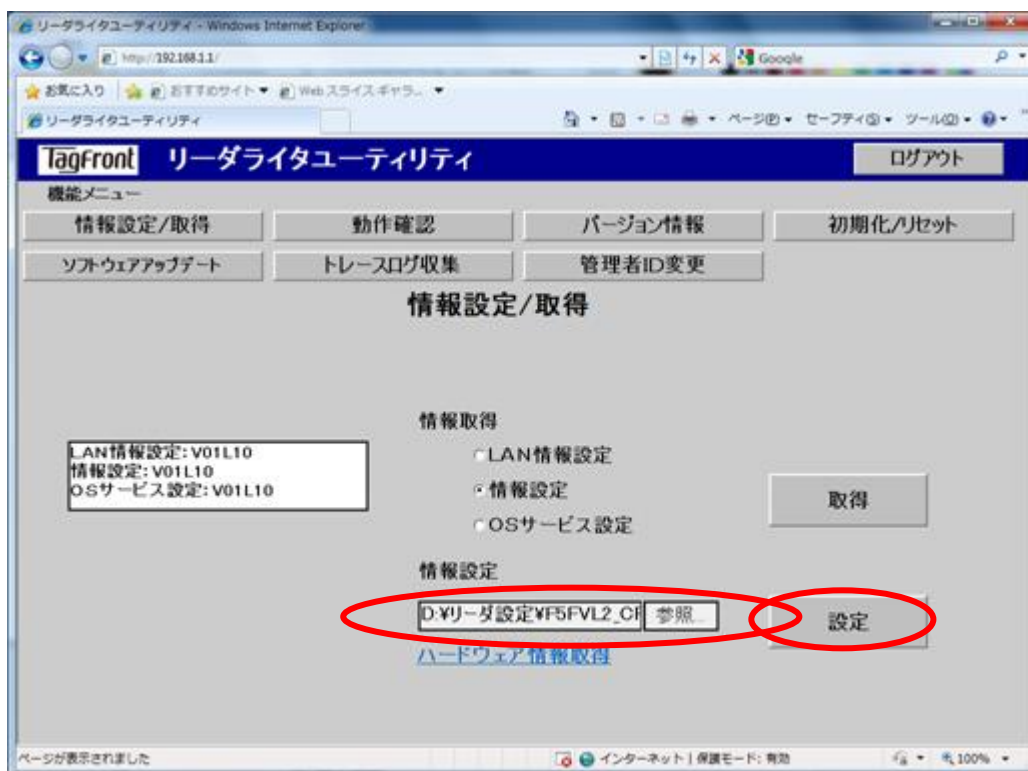 リーダライタユーティリティ - Windows Internet Explorer
http://192.168.1.1/
Google
お気に入り おすすめサイト Web スライス ギャラ...
リーダライタユーティリティ
ページ(P) セーフティ(S) ツール(O)
TagFront リーダライタユーティリティ ログアウト
機能メニュー
情報設定/取得 動作確認 バージョン情報 初期化/リセット
ソフトウェアアップデート トレースログ収集 管理者ID変更
情報設定/取得
情報取得
LAN情報設定: V01L10
情報設定: V01L10
OSサービス設定: V01L10
LAN情報設定
情報設定
OSサービス設定
取得
情報設定
D:¥リーダ設定¥F5FVL2_CF 参照... 設定
ハードウェア情報取得
ページが表示されました インターネット | 保護モード: 有効 100%